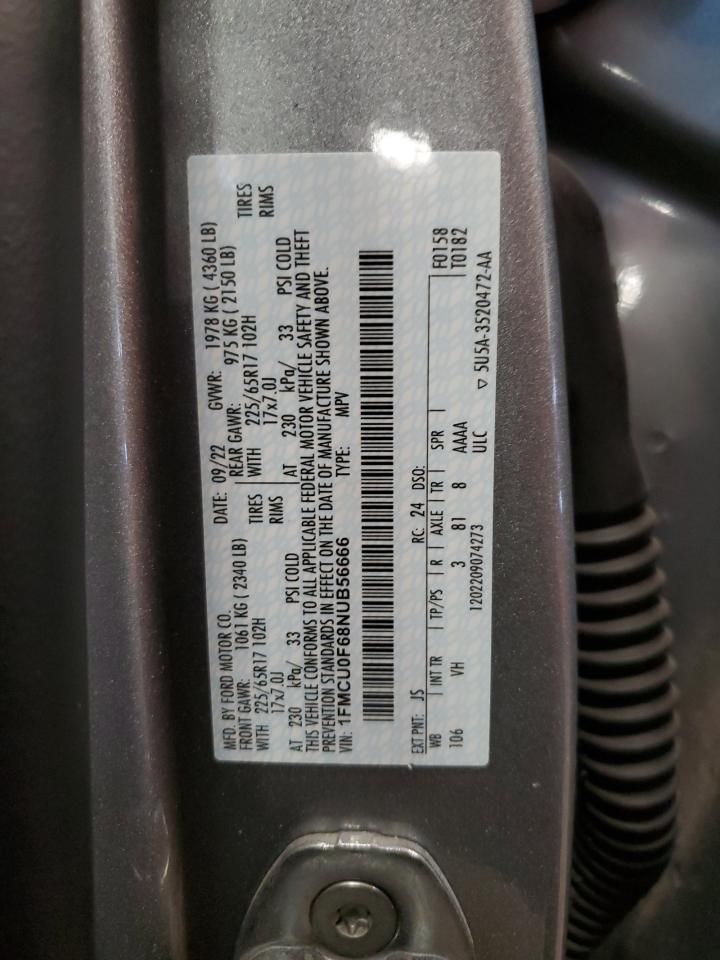 MFD. BY FORD MOTOR CO.
DATE: 09/22 GVWR: 1978 KG ( 4360 LB)
FRONT GAWR: 1061 KG ( 2340 LB) REAR GAWR: 975 KG ( 2150 LB)
WITH 225/65R17 102H TIRES WITH 225/65R17 102H TIRES
17x7.0J RIMS 17x7.0J RIMS
AT 230 kPa/ 33 PSI COLD AT 230 kPa/ 33 PSI COLD
THIS VEHICLE CONFORMS TO ALL APPLICABLE FEDERAL MOTOR VEHICLE SAFETY AND THEFT
PREVENTION STANDARDS IN EFFECT ON THE DATE OF MANUFACTURE SHOWN ABOVE.
VIN: 1FMCU0F68NUB56666 TYPE: MPV
EXT PNT: JS RC: 24 DSO: F0158
WB INT TR TP/PS R AXLE TR SPR T0182
106 VH 3 81 8 AAAA
1202209074273 ULC ▽ 5U5A-3520472-AA